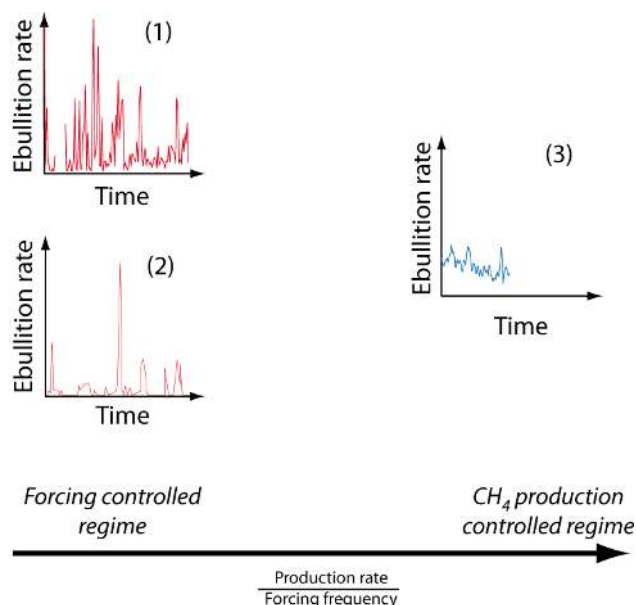 (1)
Ebullition rate
Time
(2)
Ebullition rate
Time
(3)
Ebullition rate
Time
Forcing controlled
regime
CH₄ production
controlled regime
Production rate
Forcing frequency